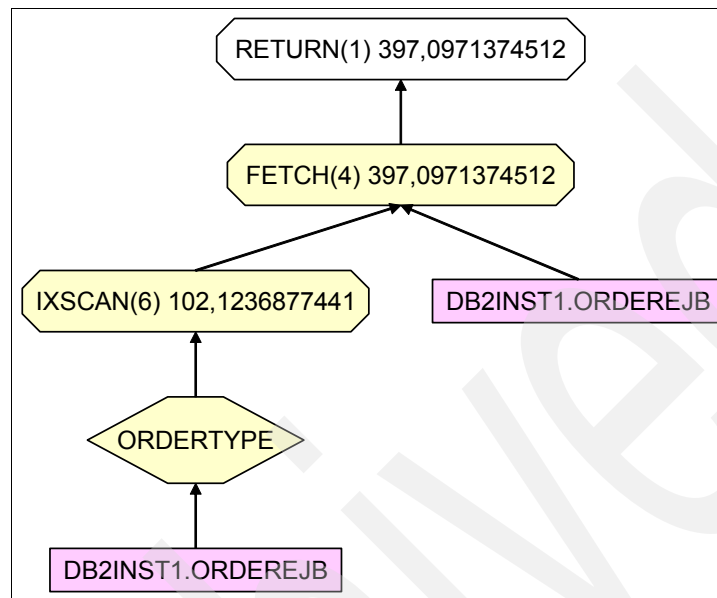 RETURN(1) 397,0971374512
FETCH(4) 397,0971374512
IXSCAN(6) 102,1236877441
DB2INST1.ORDEREJB
ORDERTYPE
DB2INST1.ORDEREJB